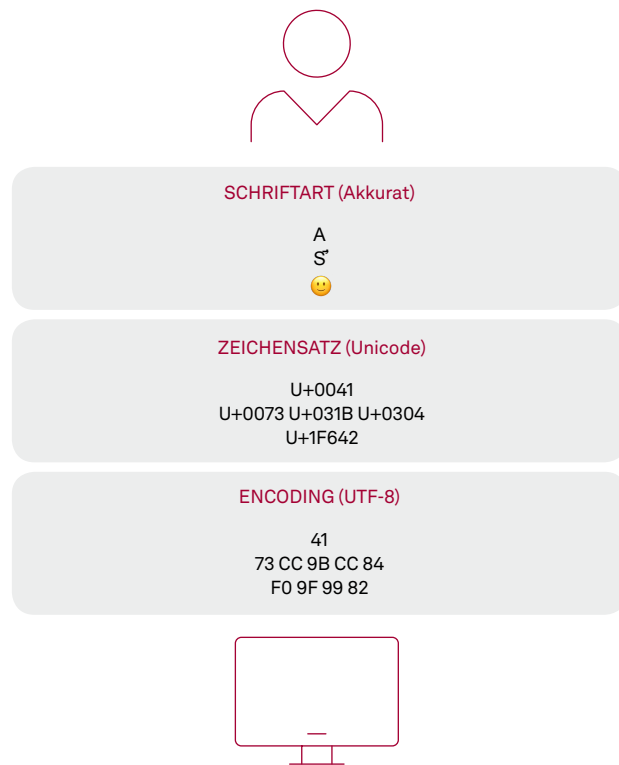 SCHRIFTART (Akkurat)
A
s̛̄
🙂
ZEICHENSATZ (Unicode)
U+0041
U+0073 U+031B U+0304
U+1F642
ENCODING (UTF-8)
41
73 CC 9B CC 84
F0 9F 99 82